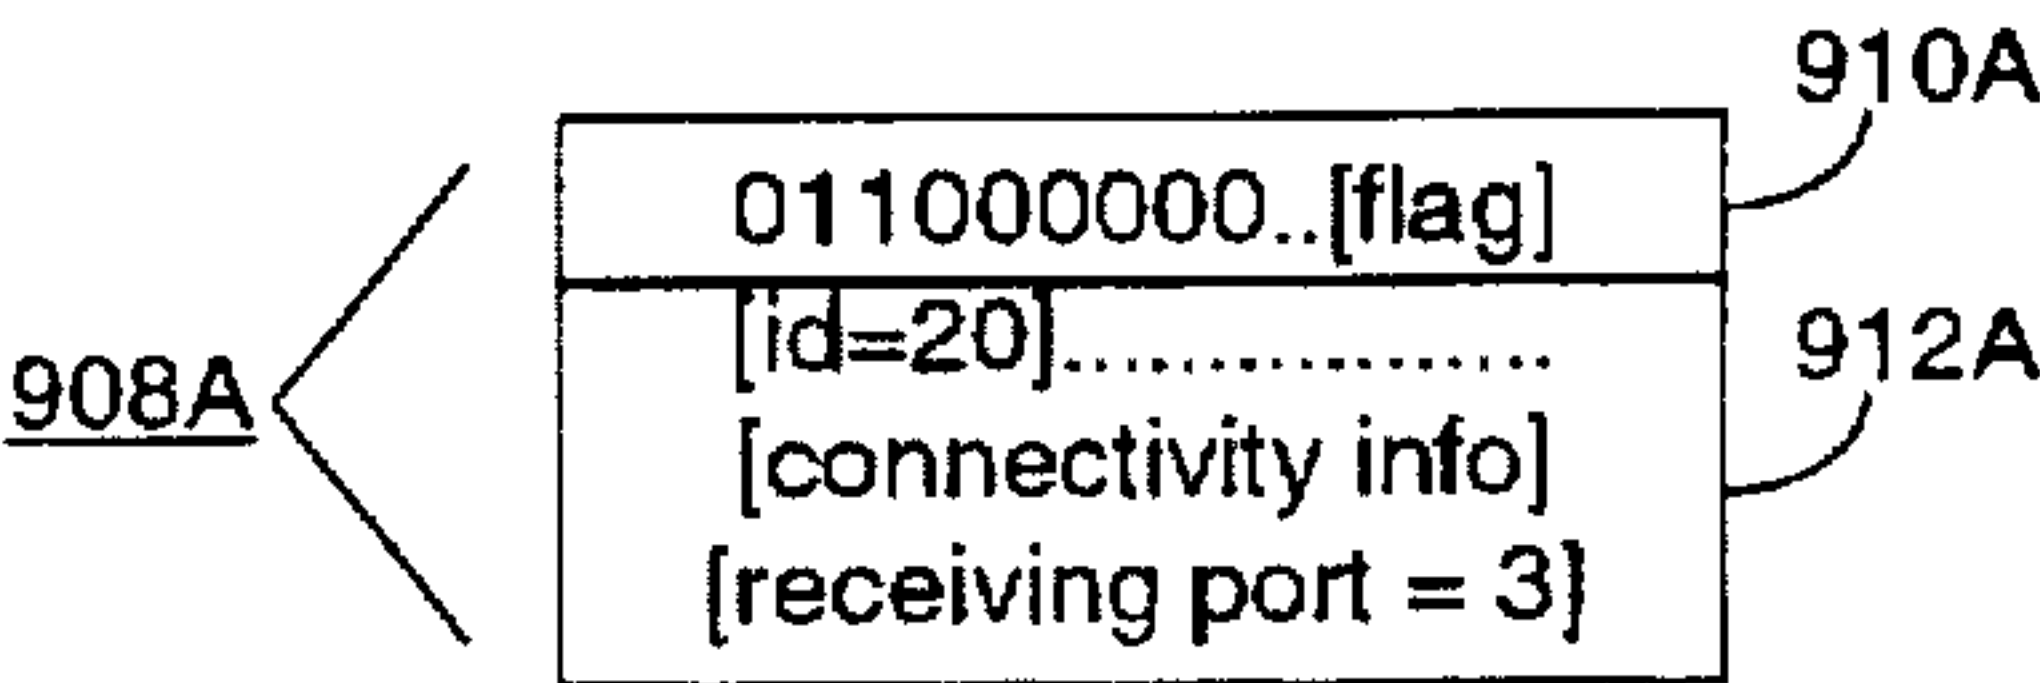 910A
011000000..[flag]
[id=20].................
912A
908A
[connectivity info]
[receiving port = 3]